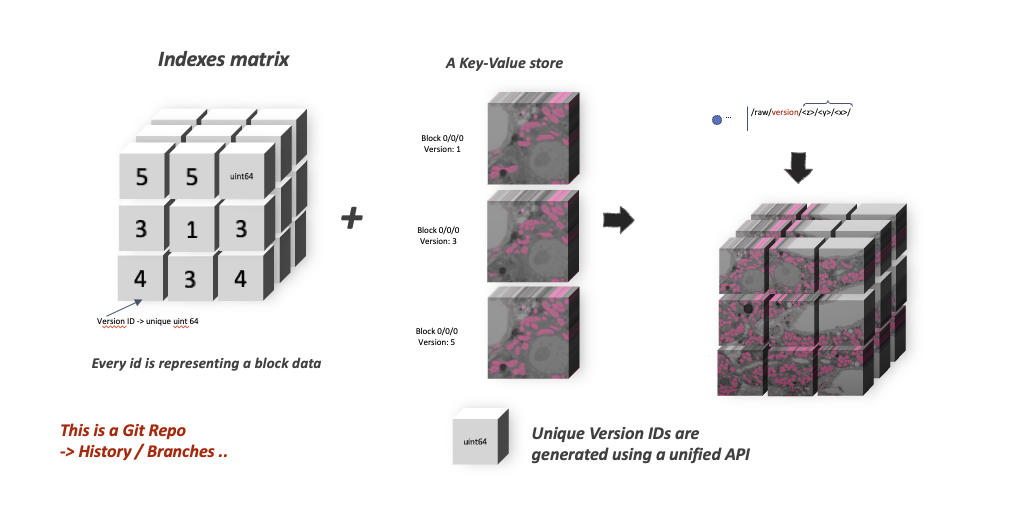 Indexes matrix
A Key-Value store
... /raw/version/<z>/<y>/<x>/
5 5 uint64
3 1 3
4 3 4
Version ID -> unique uint 64
Every id is representing a block data
+
Block 0/0/0
Version: 1
Block 0/0/0
Version: 3
Block 0/0/0
Version: 5
This is a Git Repo
-> History / Branches ..
uint64
Unique Version IDs are
generated using a unified API